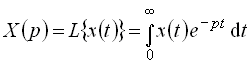 X(p) = L{x(t)} = ∫₀^∞ x(t)e^{-pt} dt